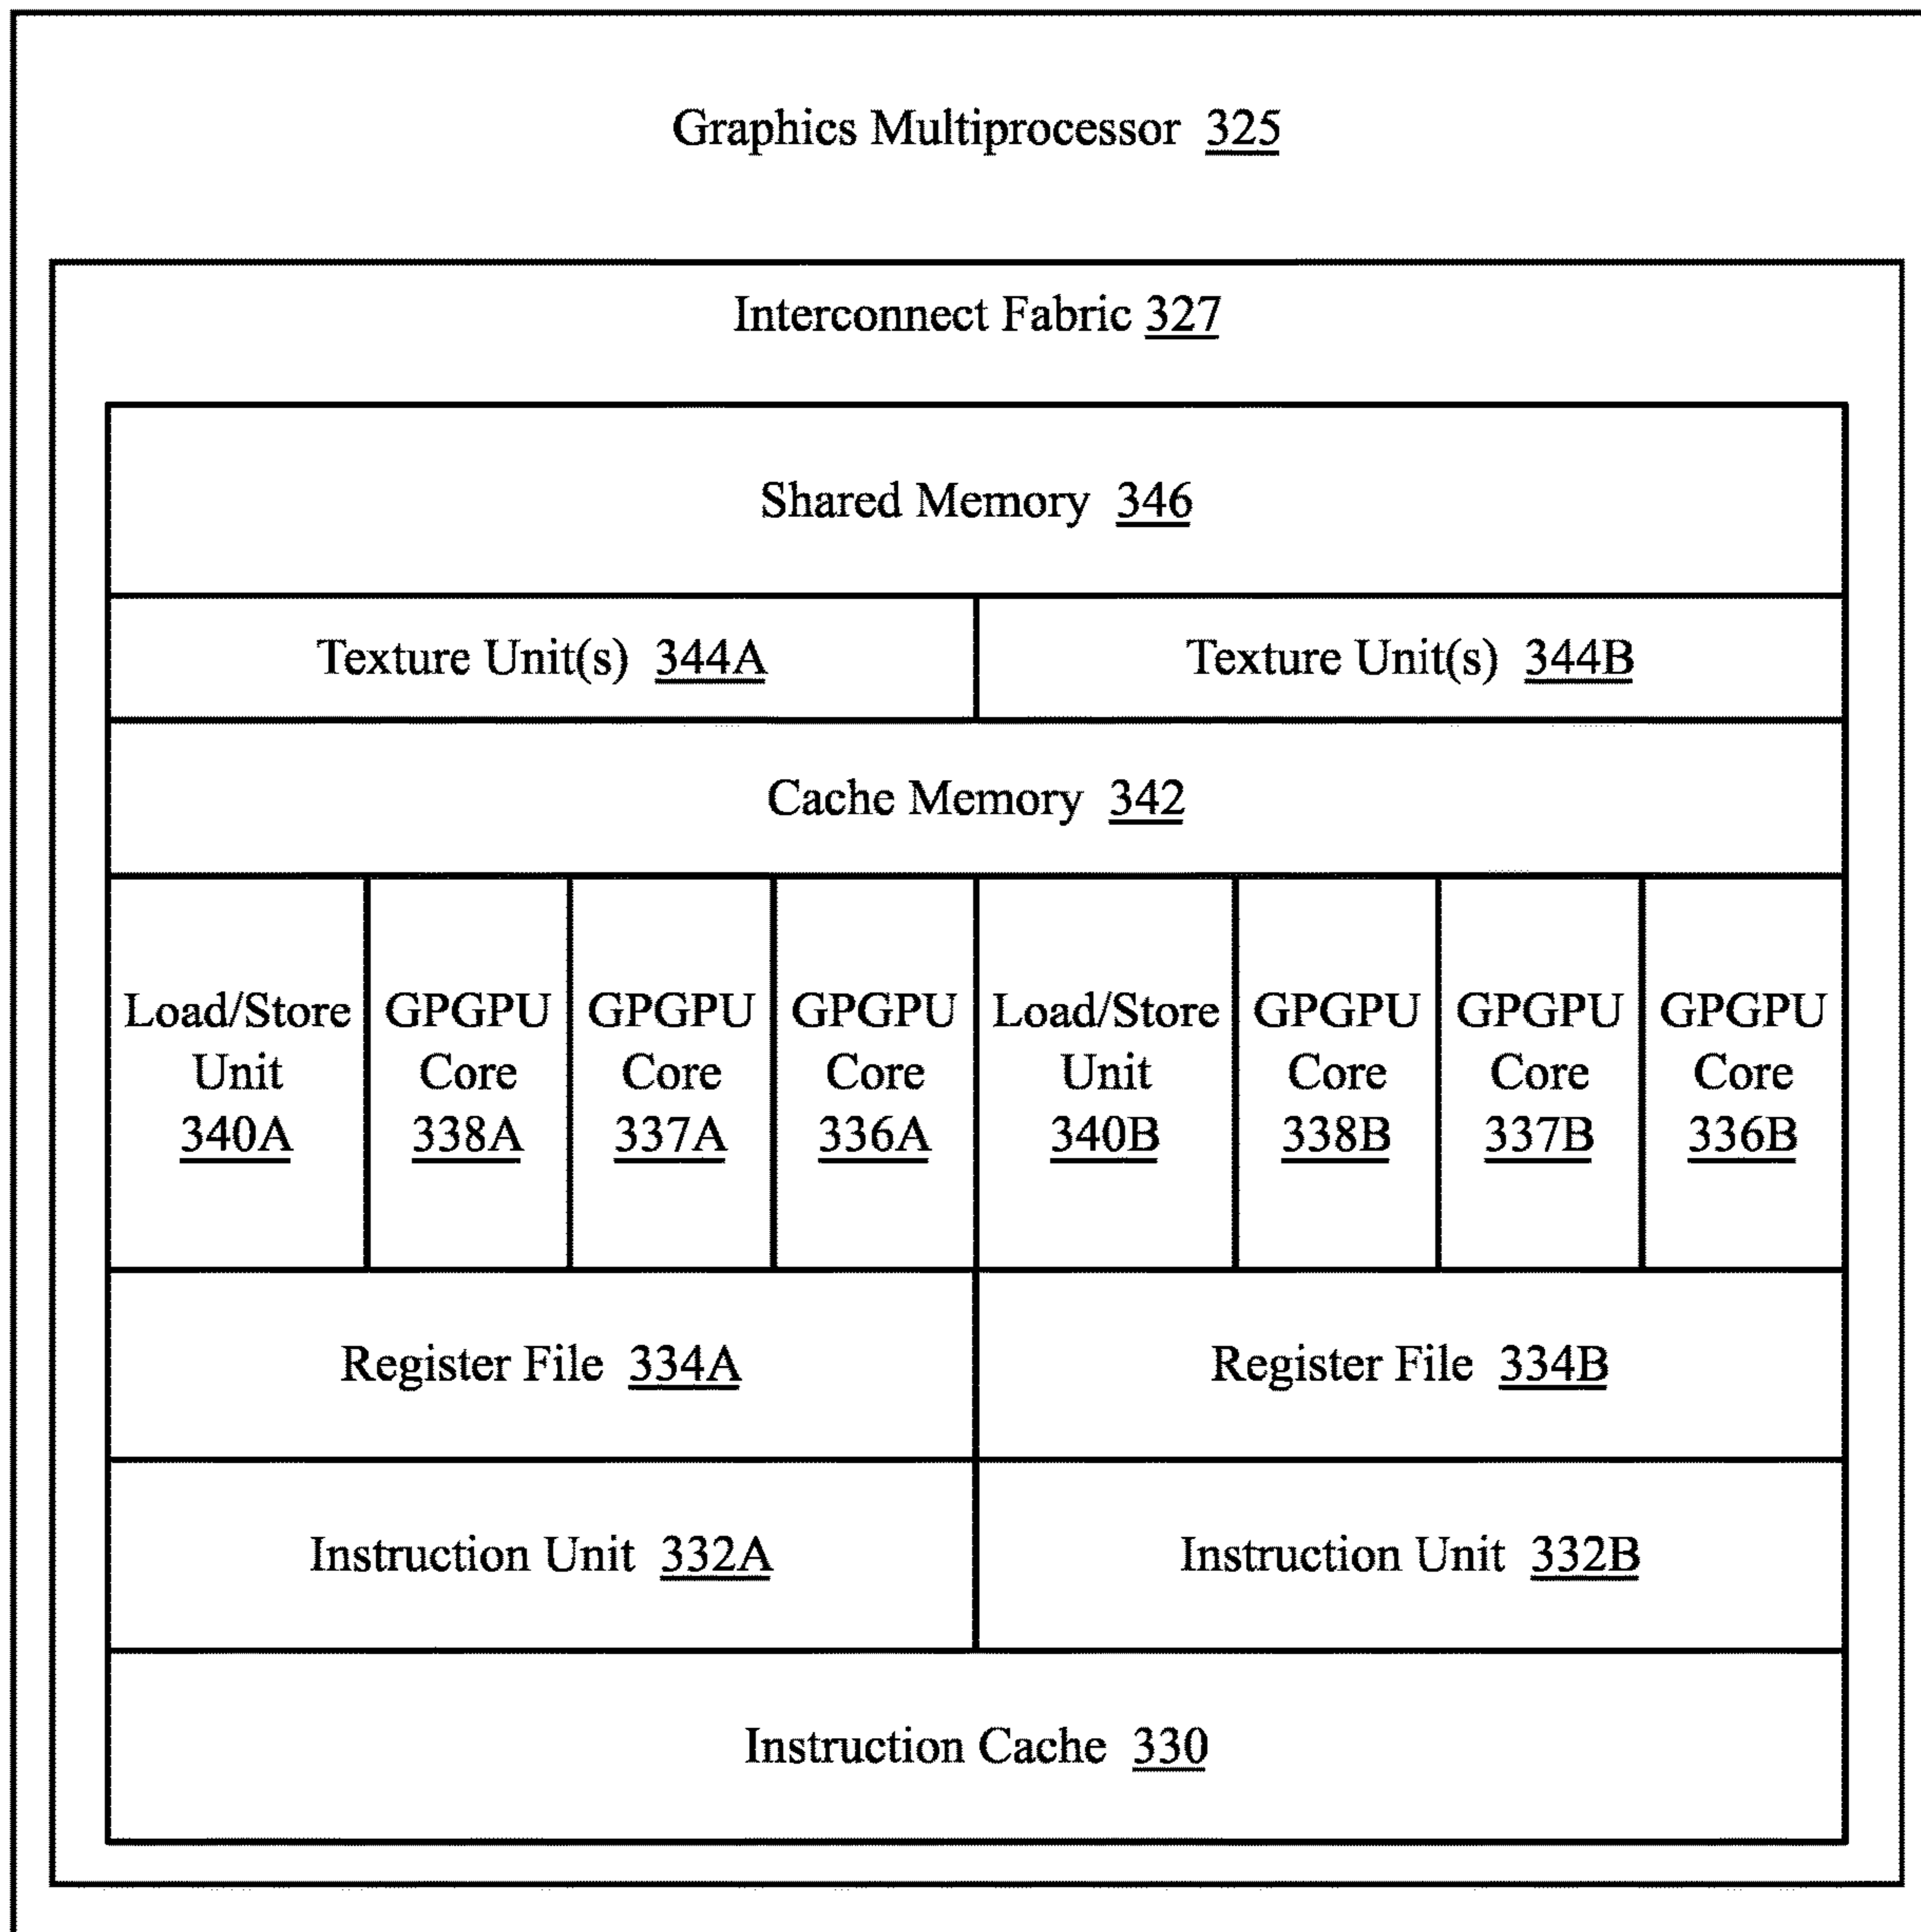 Graphics Multiprocessor 325
Interconnect Fabric 327
Shared Memory 346
Texture Unit(s) 344A
Texture Unit(s) 344B
Cache Memory 342
Load/Store
Unit
340A
GPGPU
Core
338A
GPGPU
Core
337A
GPGPU
Core
336A
Load/Store
Unit
340B
GPGPU
Core
338B
GPGPU
Core
337B
GPGPU
Core
336B
Register File 334A
Register File 334B
Instruction Unit 332A
Instruction Unit 332B
Instruction Cache 330